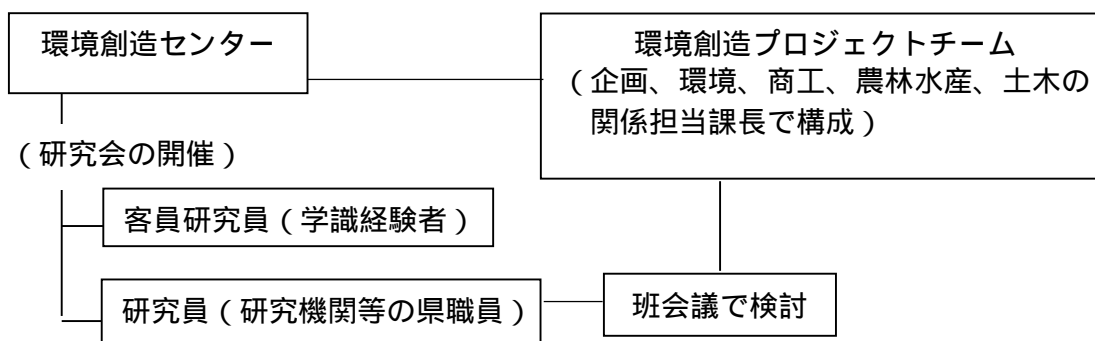 環境創造センター
環境創造プロジェクトチーム
（企画、環境、商工、農林水産、土木の
関係担当課長で構成）
（研究会の開催）
客員研究員（学識経験者）
研究員（研究機関等の県職員）
班会議で検討